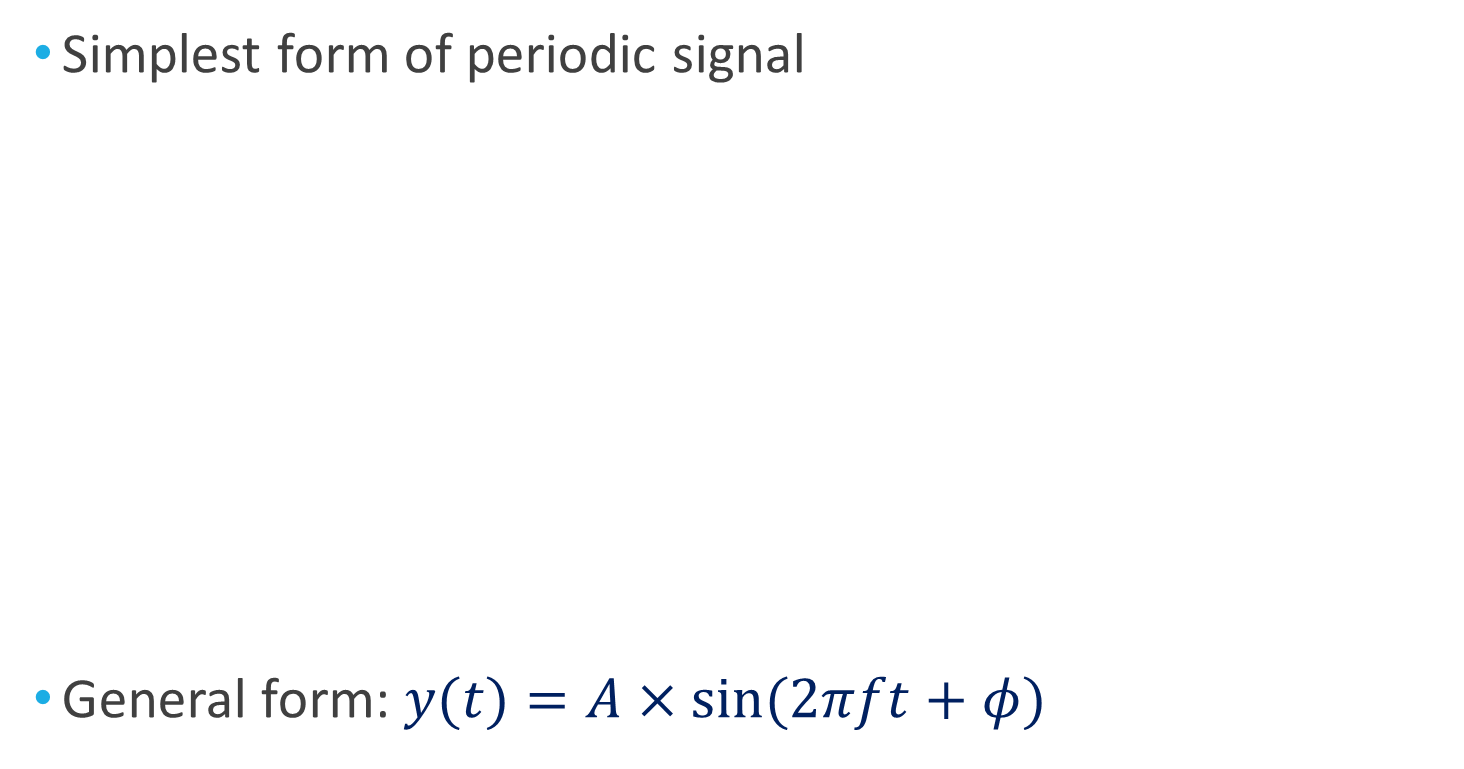 • Simplest form of periodic signal
• General form: y(t) = A × sin(2πft + ϕ)